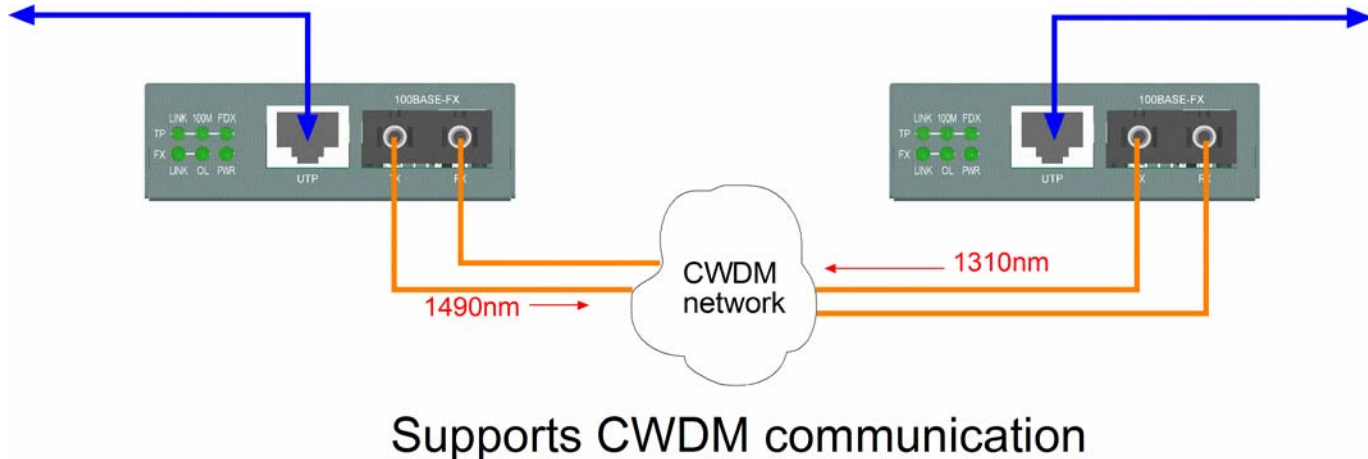 100BASE-FX
LINK 100M FDX
TP
FX
LINK OL PWR
UTP
TX
RX
100BASE-FX
LINK 100M FDX
TP
FX
LINK OL PWR
UTP
CWDM
network
1490nm
1310nm
Supports CWDM communication